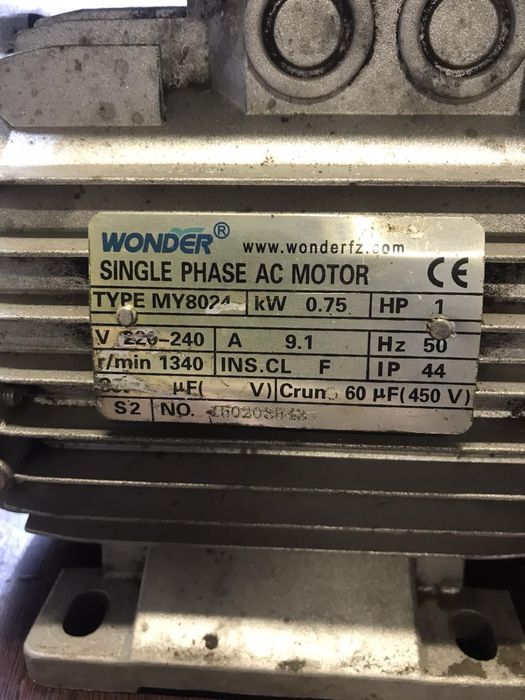 WONDER® www.wonderfz.com
SINGLE PHASE AC MOTOR CE
TYPE MY8024 kW 0.75 HP 1
V 220-240 A 9.1 Hz 50
r/min 1340 INS.CL F IP 44
µF( V) Crun 60 µF(450 V)
S2 NO.